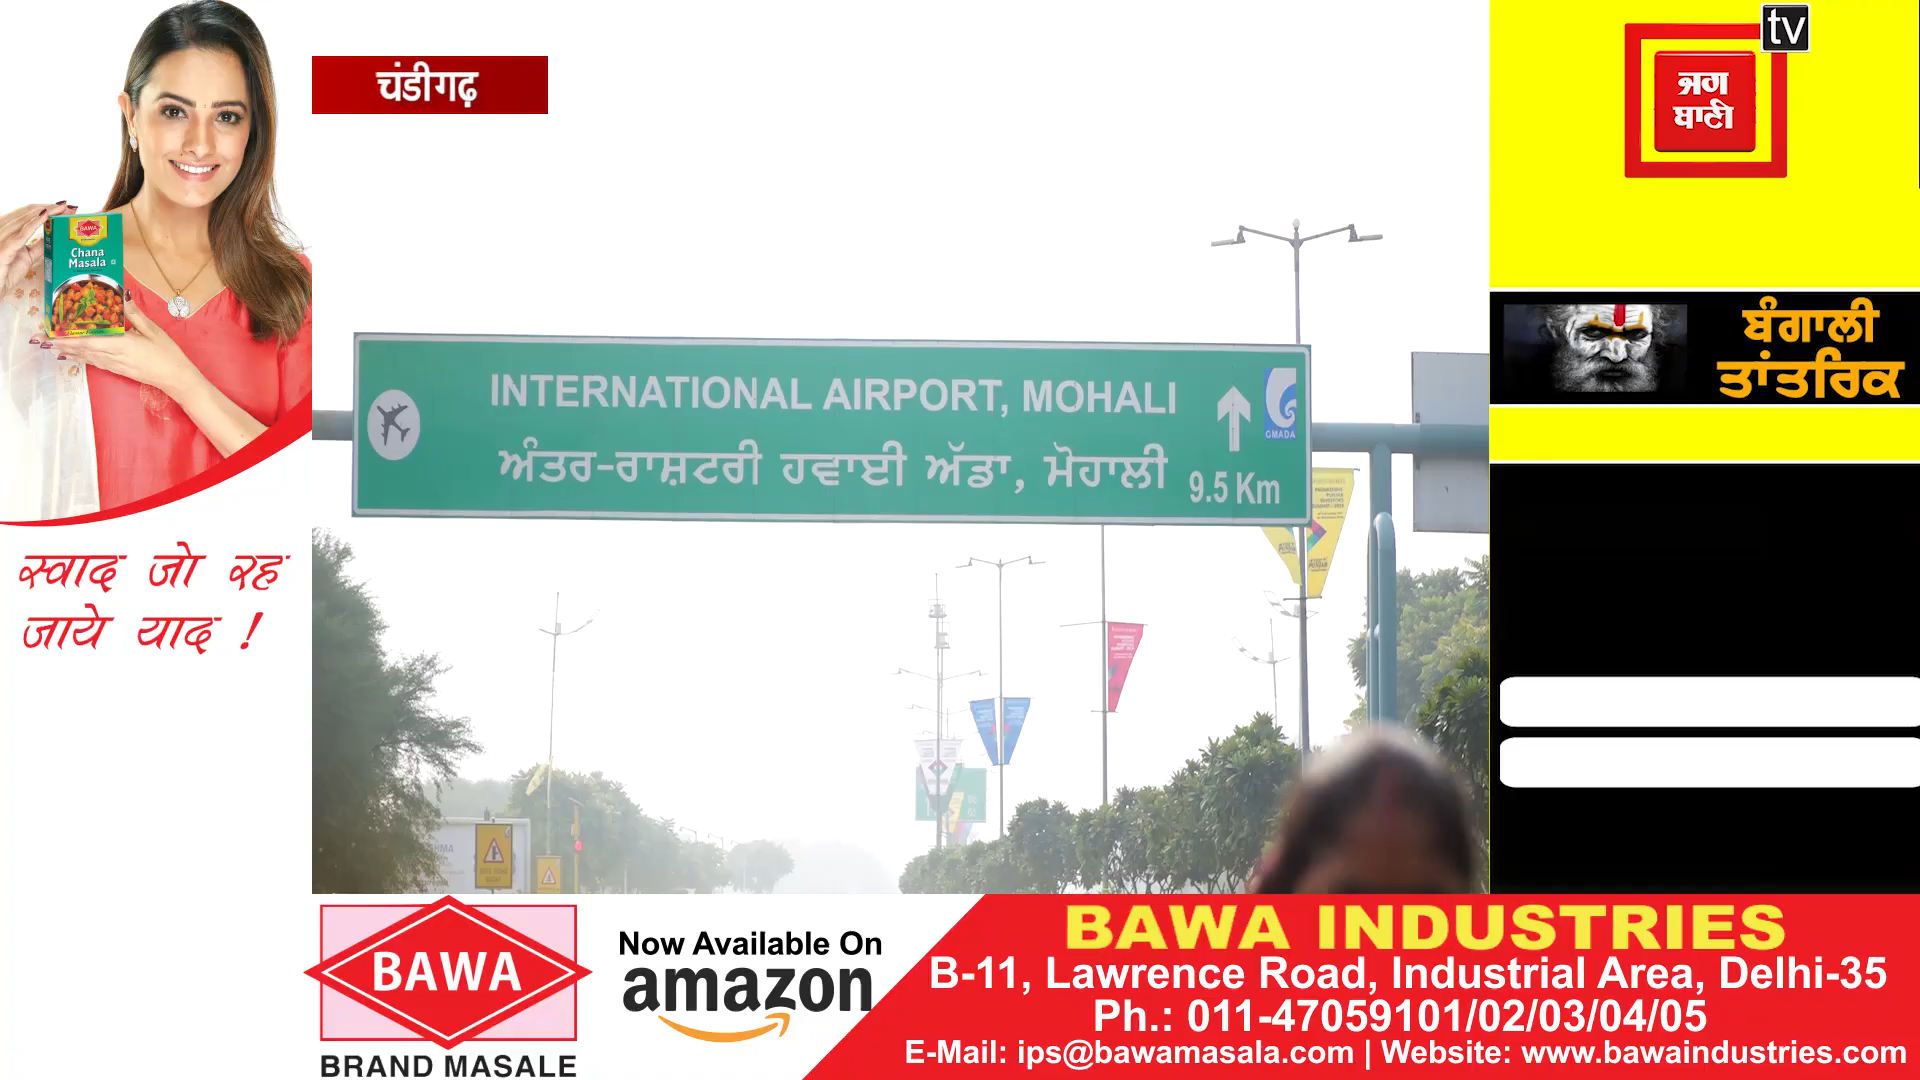 चंडीगढ़
tv
ਜਗ
ਬਾਣੀ
BAWA
Chana
Masala
ਬੰਗਾਲੀ
ਤਾਂਤਰਿਕ
INTERNATIONAL AIRPORT, MOHALI
ਅੰਤਰ-ਰਾਸ਼ਟਰੀ ਹਵਾਈ ਅੱਡਾ, ਮੋਹਾਲੀ
9.5 Km
GMADA
स्वाद जो रह
जाये याद !
BAWA
BRAND MASALE
Now Available On
amazon
BAWA INDUSTRIES
B-11, Lawrence Road, Industrial Area, Delhi-35
Ph.: 011-47059101/02/03/04/05
E-Mail: ips@bawamasala.com | Website: www.bawaindustries.com